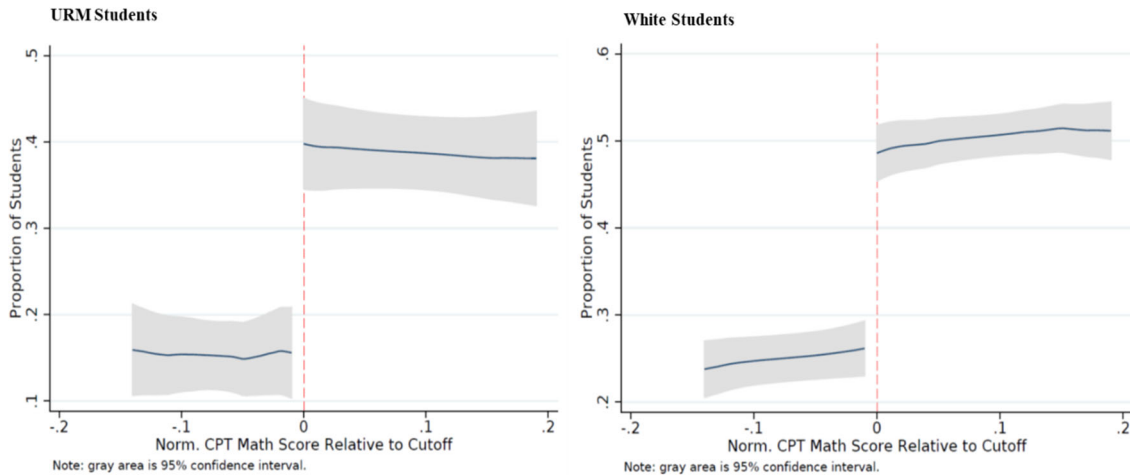 URM Students
Proportion of Students
.5
.4
.3
.2
.1
-.2
-.1
0
.1
.2
Norm. CPT Math Score Relative to Cutoff
Note: gray area is 95% confidence interval.
White Students
Proportion of Students
.6
.5
.4
.3
.2
-.2
-.1
0
.1
.2
Norm. CPT Math Score Relative to Cutoff
Note: gray area is 95% confidence interval.